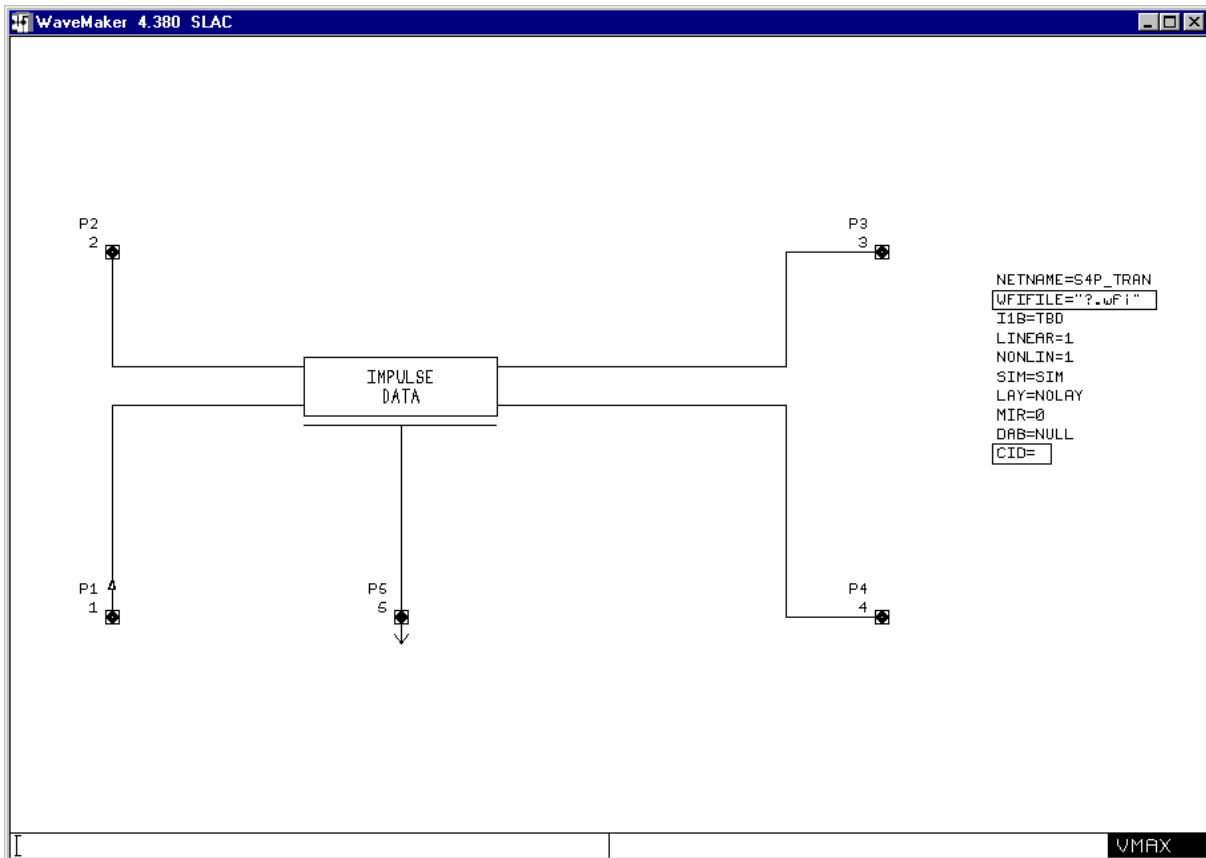 WaveMaker 4.380 SLAC
P2
2
P3
3
NETNAME=S4P_TRAN
WFIFILE="?.wfi"
I1B=TBD
LINEAR=1
NONLIN=1
SIM=SIM
LAY=NOLAY
MIR=0
DAB=NULL
CID=
IMPULSE
DATA
P1
1
P5
5
P4
4
VMAX